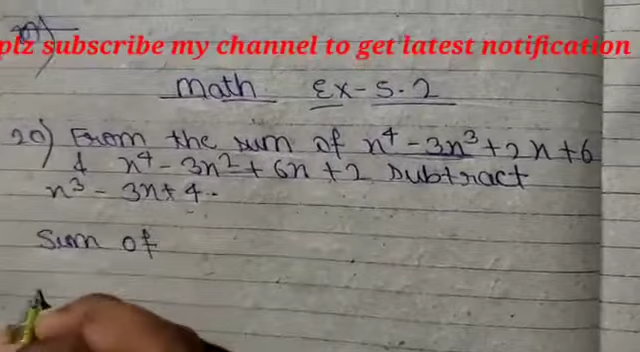 plz subscribe my channel to get latest notification
Math Ex-5.2
20) From the sum of x⁴ - 3x³ + 2x + 6
& x⁴ - 3x² + 6x + 2 subtract
x³ - 3x + 4.
Sum of